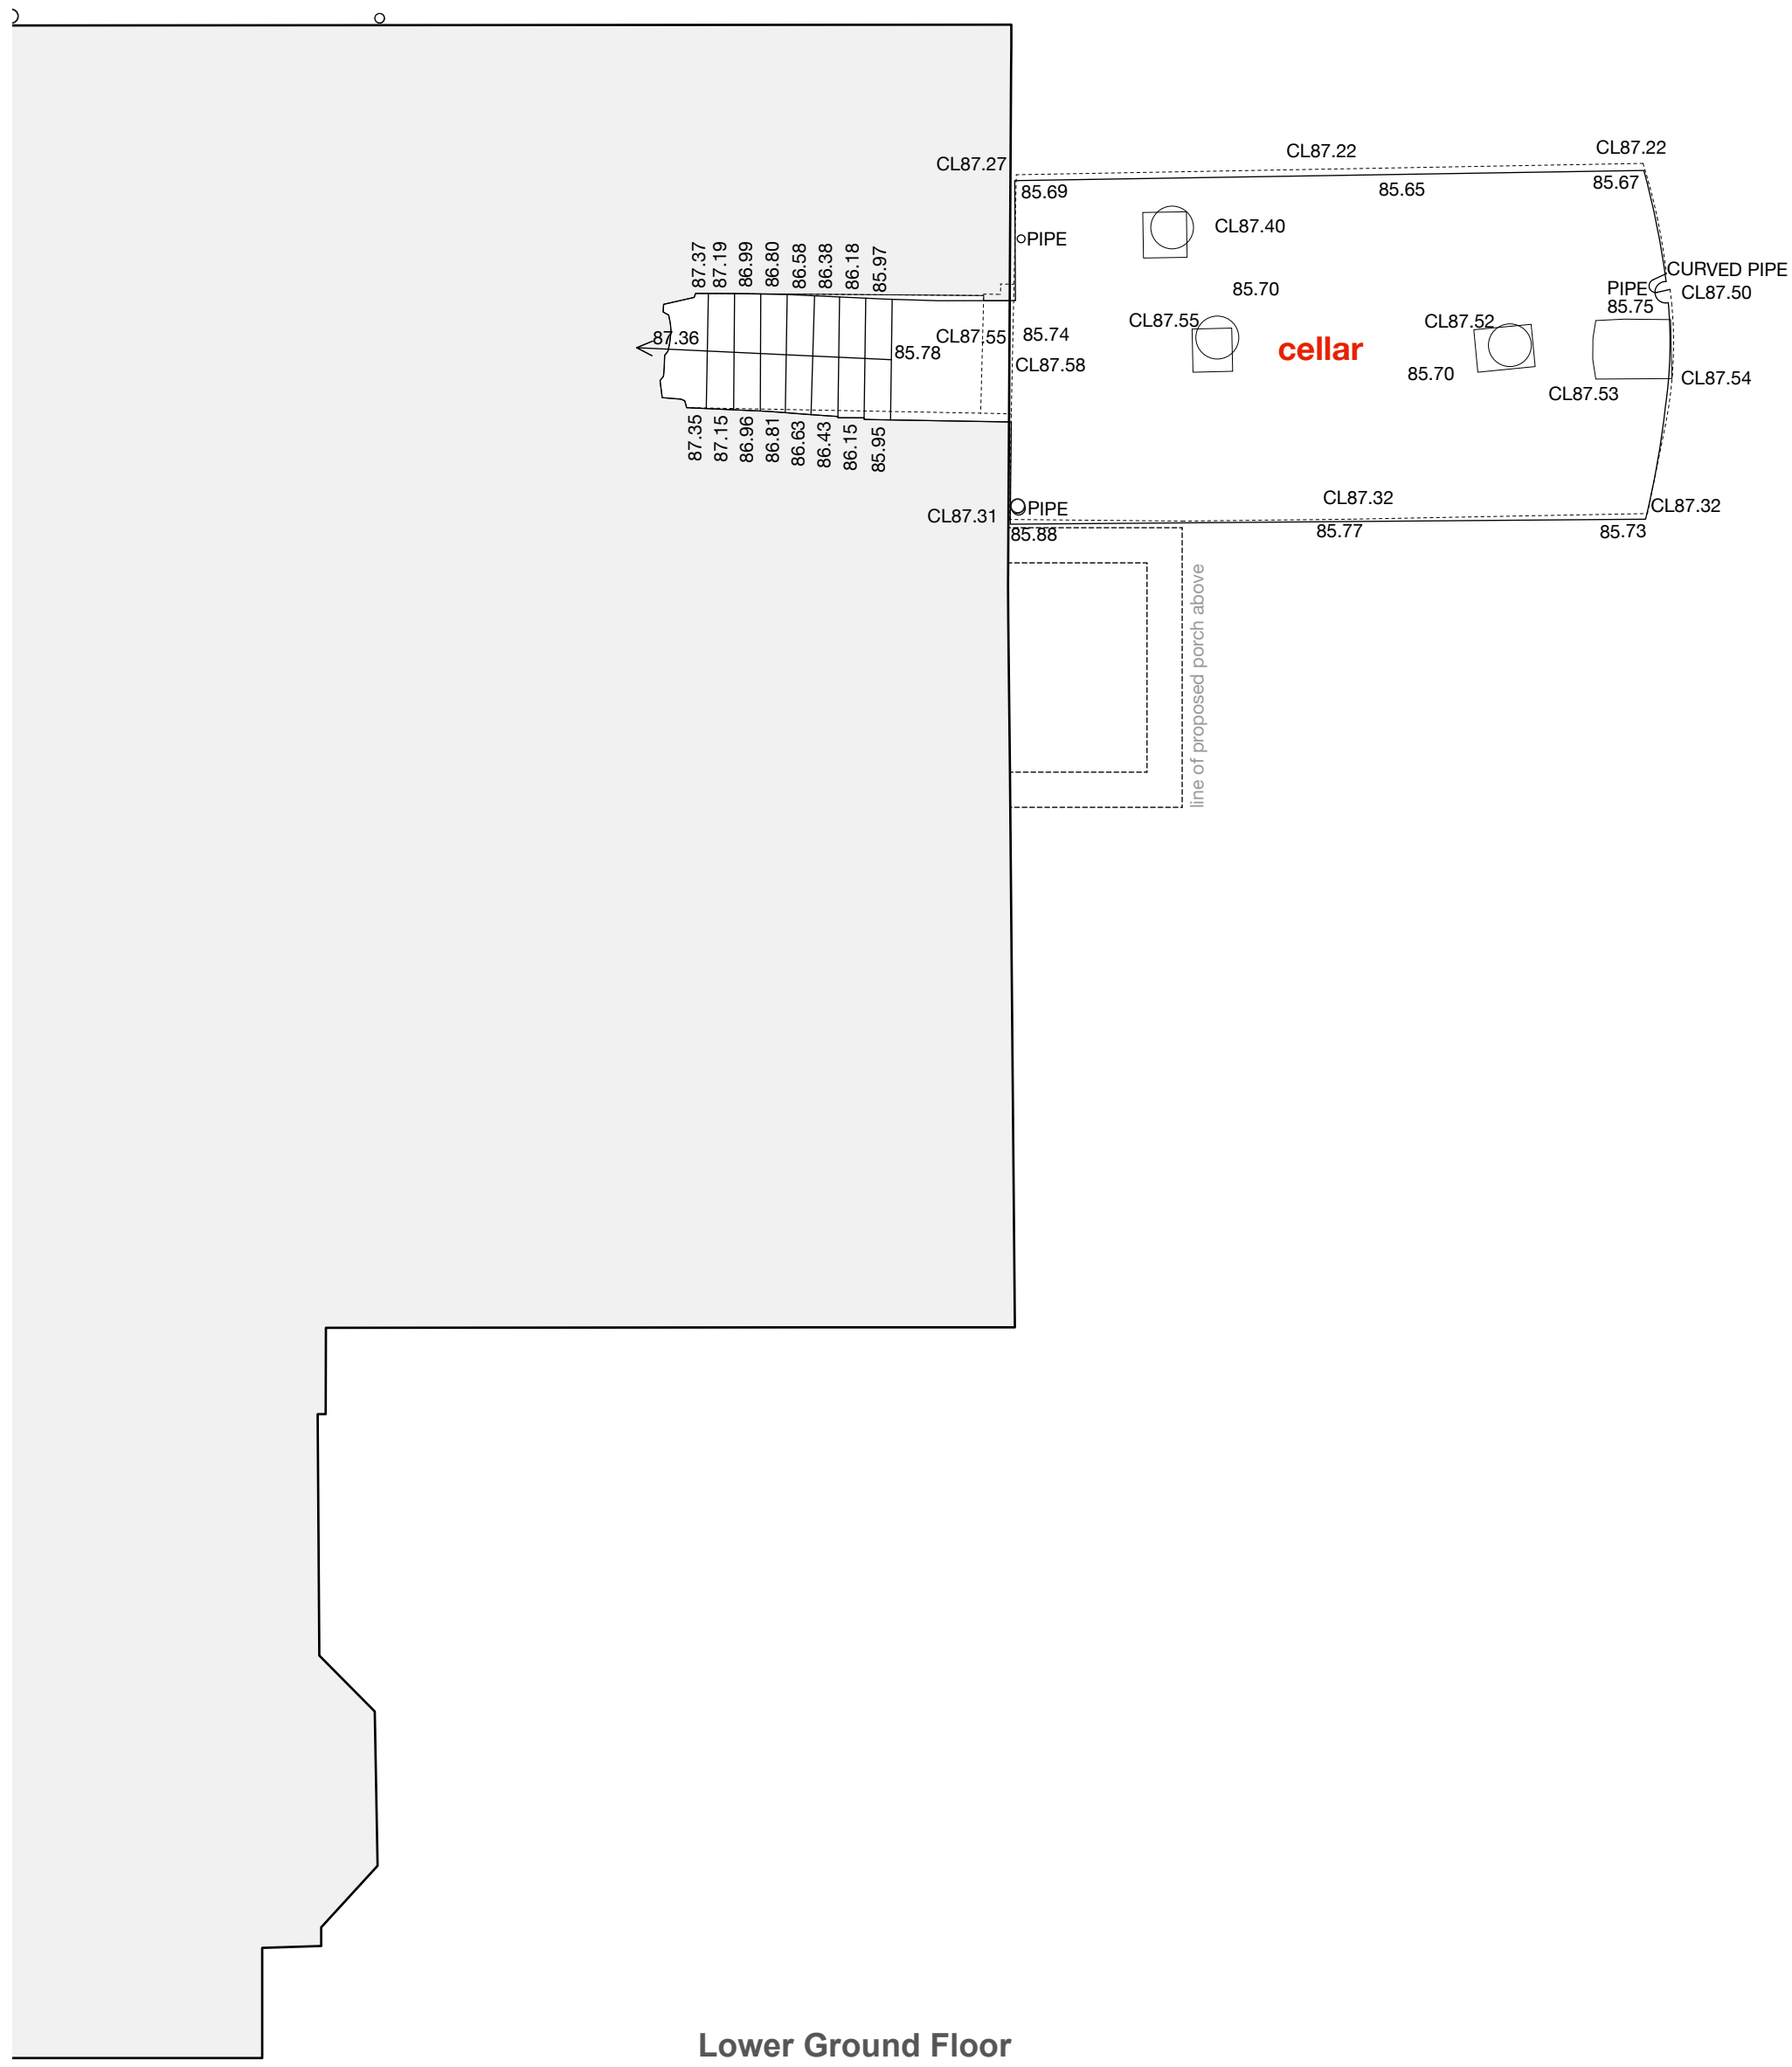 CL87.22
CL87.22
CL87.27
85.69
85.65
85.67
CL87.40
PIPE
87.37
87.19
86.99
86.80
86.58
86.38
86.18
85.97
CURVED PIPE
PIPE
CL87.50
85.70
85.75
CL87.55
CL87.52
87.36
CL87.55
85.74
cellar
85.78
CL87.58
85.70
CL87.54
CL87.53
87.35
87.15
86.96
86.81
86.63
86.43
86.15
85.95
CL87.32
CL87.32
PIPE
CL87.31
85.88
85.77
85.73
line of proposed porch above
Lower Ground Floor